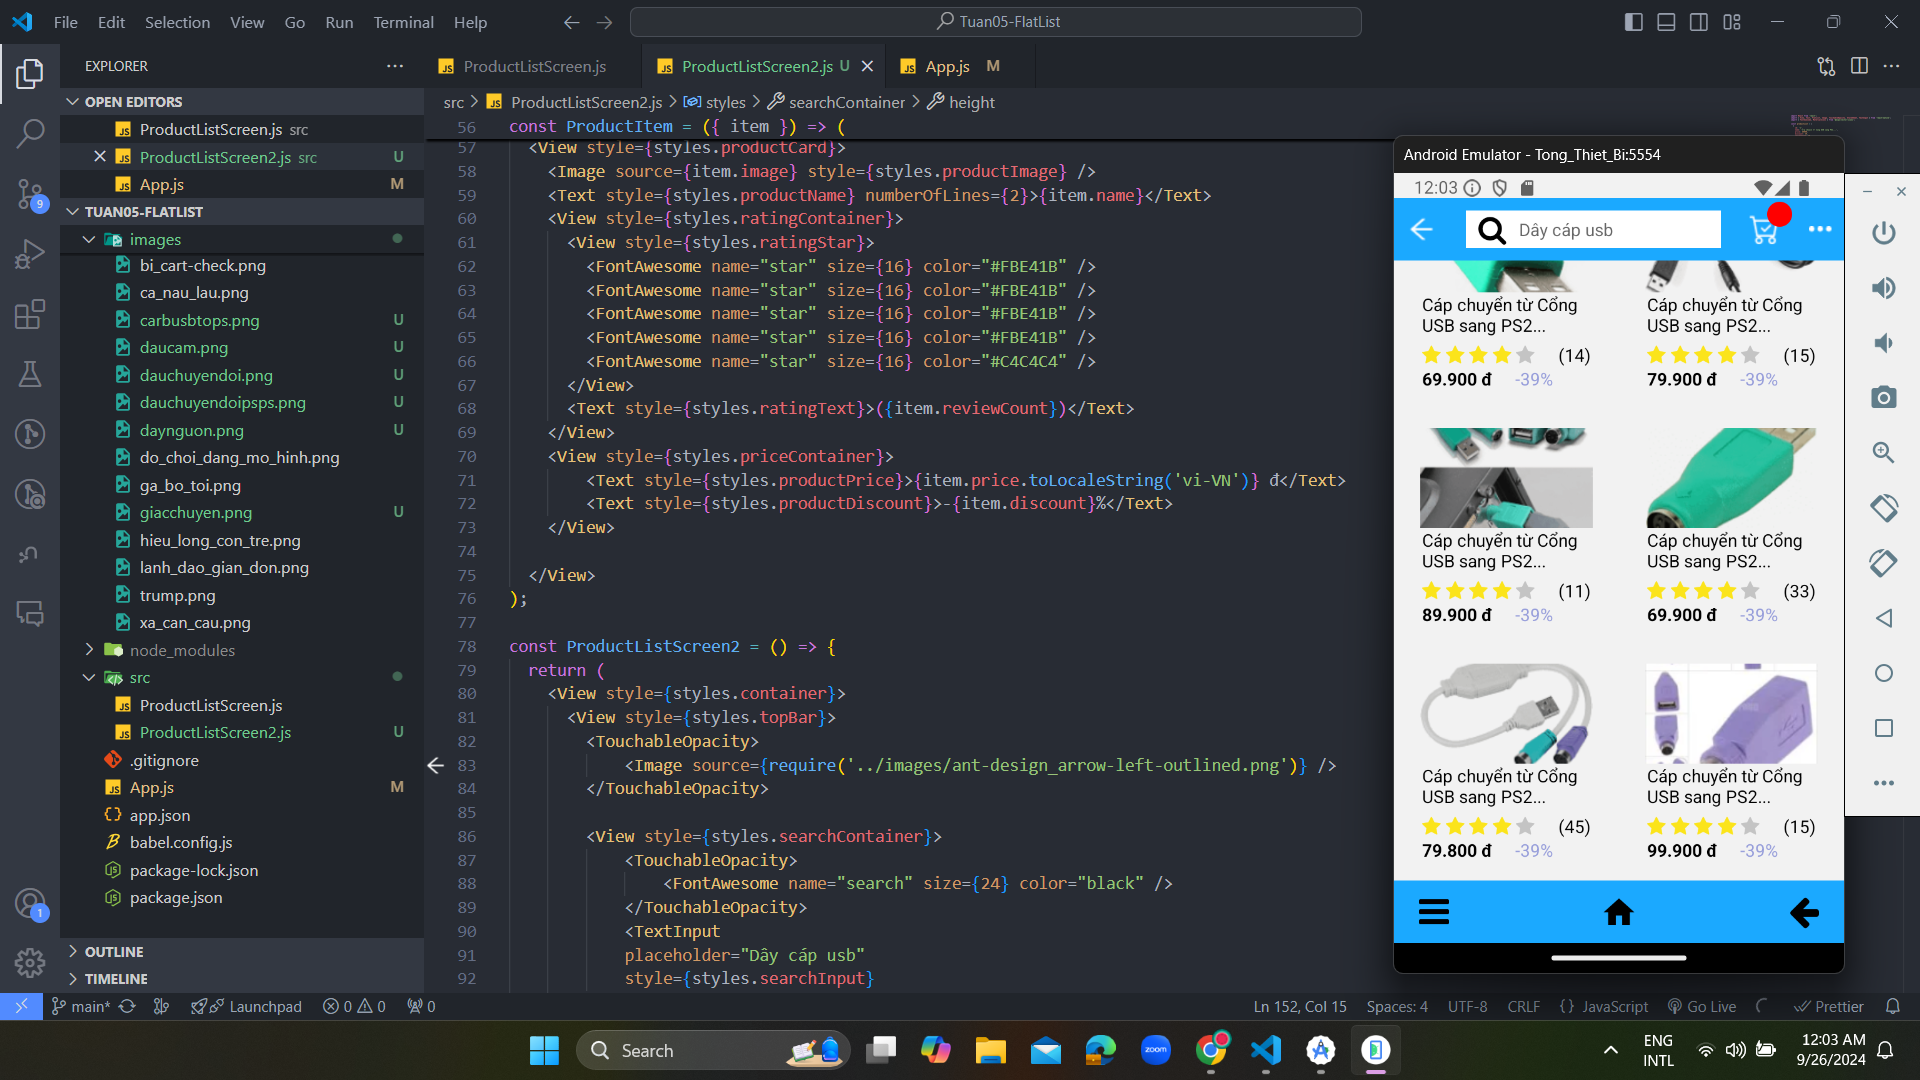 File Edit Selection View Go Run Terminal Help
Tuan05-FlatList
EXPLORER
OPEN EDITORS
ProductListScreen.js src
ProductListScreen2.js src U
App.js M
TUAN05-FLATLIST
images
bi_cart-check.png
ca_nau_lau.png
carbusbtops.png U
daucam.png U
dauchuyendoi.png U
dauchuyendoipsps.png U
daynguon.png U
do_choi_dang_mo_hinh.png
ga_bo_toi.png
giacchuyen.png U
hieu_long_con_tre.png
lanh_dao_gian_don.png
trump.png
xa_can_cau.png
node_modules
src
ProductListScreen.js
ProductListScreen2.js U
.gitignore
App.js M
app.json
babel.config.js
package-lock.json
package.json
OUTLINE
TIMELINE
9
1
ProductListScreen.js
ProductListScreen2.js U
App.js M
src > ProductListScreen2.js > styles > searchContainer > height
56 const ProductItem = ({ item }) => (
57 <View style={styles.productCard}>
58 <Image source={item.image} style={styles.productImage} />
59 <Text style={styles.productName} numberOfLines={2}>{item.name}</Text>
60 <View style={styles.ratingContainer}>
61 <View style={styles.ratingStar}>
62 <FontAwesome name="star" size={16} color="#FBE41B" />
63 <FontAwesome name="star" size={16} color="#FBE41B" />
64 <FontAwesome name="star" size={16} color="#FBE41B" />
65 <FontAwesome name="star" size={16} color="#FBE41B" />
66 <FontAwesome name="star" size={16} color="#C4C4C4" />
67 </View>
68 <Text style={styles.ratingText}>({item.reviewCount})</Text>
69 </View>
70 <View style={styles.priceContainer}>
71 <Text style={styles.productPrice}>{item.price.toLocaleString('vi-VN')} đ</Text>
72 <Text style={styles.productDiscount}>-{item.discount}%</Text>
73 </View>
74
75 </View>
76 );
77
78 const ProductListScreen2 = () => {
79 return (
80 <View style={styles.container}>
81 <View style={styles.topBar}>
82 <TouchableOpacity>
83 <Image source={require('../images/ant-design_arrow-left-outlined.png')} />
84 </TouchableOpacity>
85
86 <View style={styles.searchContainer}>
87 <TouchableOpacity>
88 <FontAwesome name="search" size={24} color="black" />
89 </TouchableOpacity>
90 <TextInput
91 placeholder="Dây cáp usb"
92 style={styles.searchInput}
Android Emulator - Tong_Thiet_Bi:5554
12:03
Dây cáp usb
Cáp chuyển từ Cổng Cáp chuyển từ Cổng
USB sang PS2... USB sang PS2...
(14) (15)
69.900 đ -39% 79.900 đ -39%
Cáp chuyển từ Cổng Cáp chuyển từ Cổng
USB sang PS2... USB sang PS2...
(11) (33)
89.900 đ -39% 69.900 đ -39%
Cáp chuyển từ Cổng Cáp chuyển từ Cổng
USB sang PS2... USB sang PS2...
(45) (15)
79.800 đ -39% 99.900 đ -39%
main* Launchpad 0 0 0 Ln 152, Col 15 Spaces: 4 UTF-8 CRLF {} JavaScript Go Live Prettier
Search
zoom
ENG
INTL
12:03 AM
9/26/2024